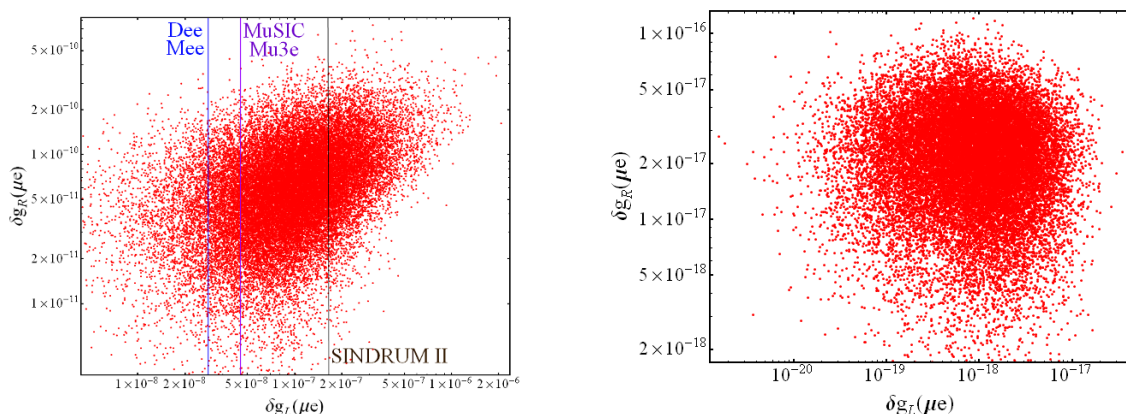 Dee
Mee
MuSIC
Mu3e
SINDRUM II
5×10⁻¹⁰
2×10⁻¹⁰
1×10⁻¹⁰
5×10⁻¹¹
2×10⁻¹¹
1×10⁻¹¹
δg_R(μe)
1×10⁻⁸ 2×10⁻⁸ 5×10⁻⁸ 1×10⁻⁷ 2×10⁻⁷ 5×10⁻⁷ 1×10⁻⁶ 2×10⁻⁶
δg_L(μe)
1×10⁻¹⁶
5×10⁻¹⁷
2×10⁻¹⁷
1×10⁻¹⁷
5×10⁻¹⁸
2×10⁻¹⁸
δg_R(μe)
10⁻²⁰ 10⁻¹⁹ 10⁻¹⁸ 10⁻¹⁷
δg_L(μe)